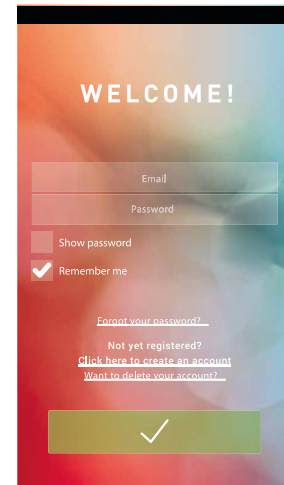 WELCOME!
Email
Password
Show password
Remember me
Forgot your password?
Not yet registered?
Click here to create an account
Want to delete your account?